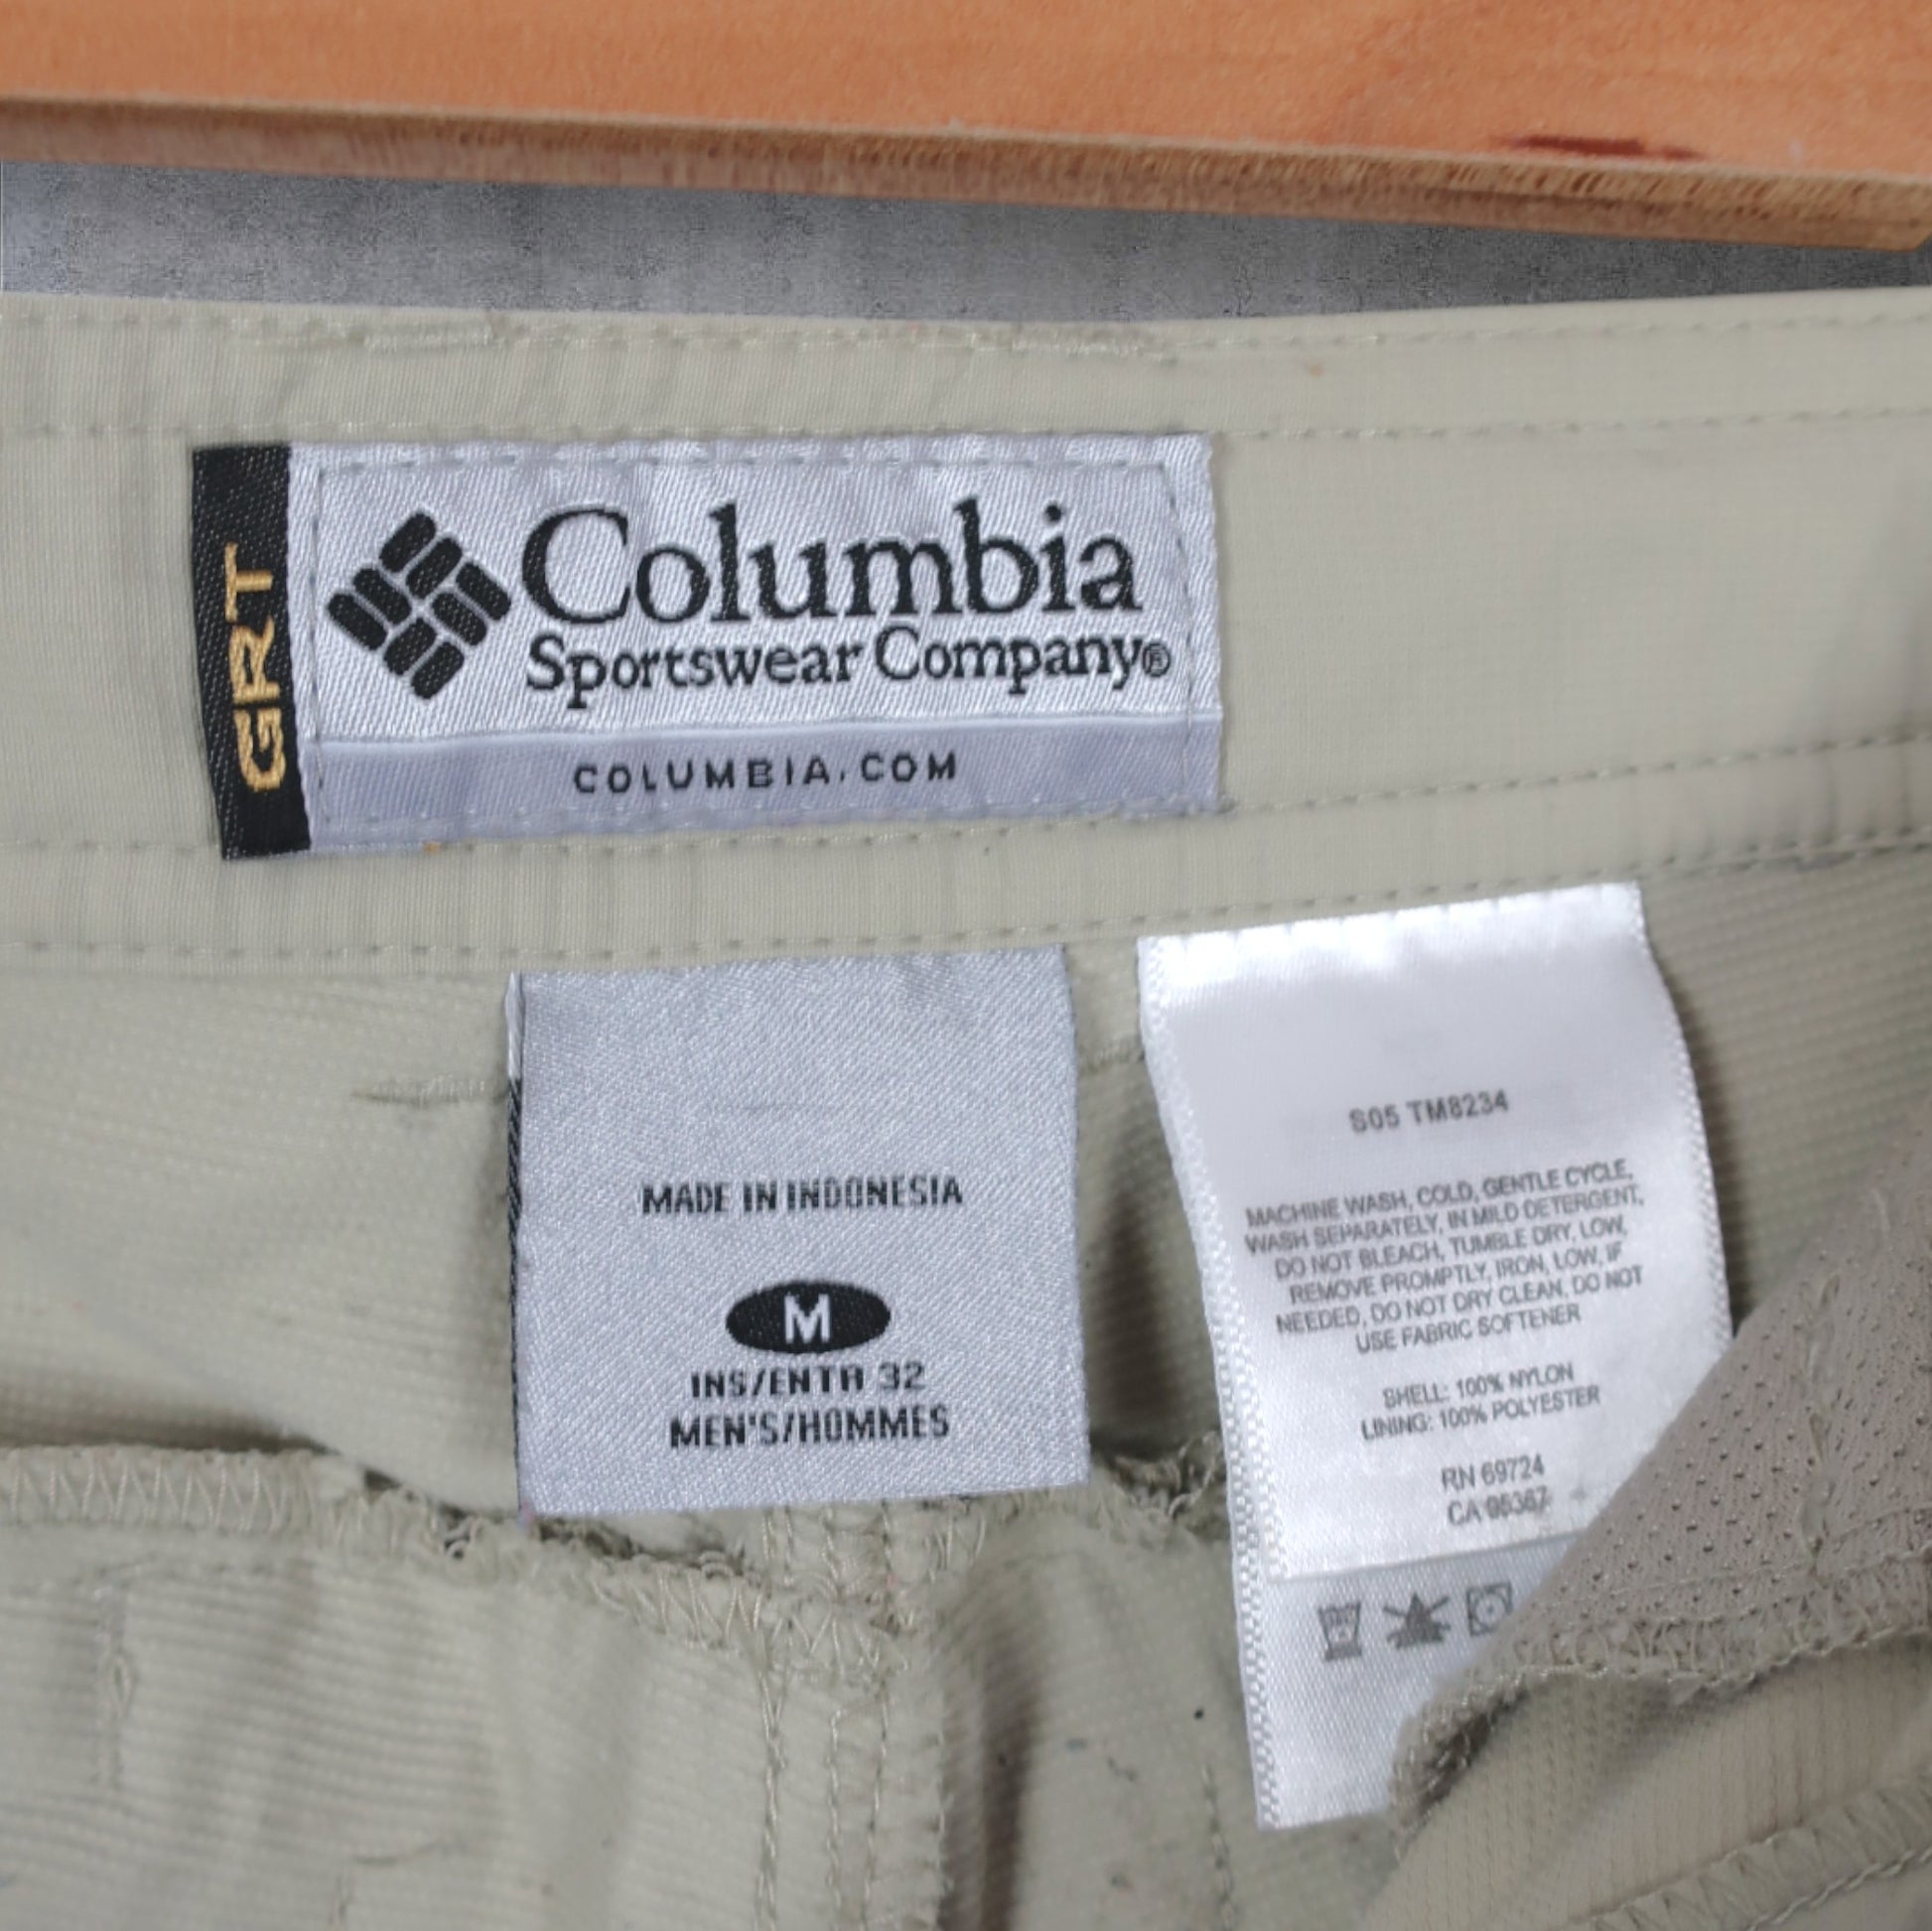 GRT
Columbia
Sportswear Company®
COLUMBIA.COM
MADE IN INDONESIA
M
INS/ENTR 32
MEN'S/HOMMES
S05 TM8234
MACHINE WASH, COLD, GENTLE CYCLE,
WASH SEPARATELY, IN MILD DETERGENT,
DO NOT BLEACH, TUMBLE DRY, LOW,
REMOVE PROMPTLY, IRON, LOW, IF
NEEDED, DO NOT DRY CLEAN, DO NOT
USE FABRIC SOFTENER
SHELL: 100% NYLON
LINING: 100% POLYESTER
RN 69724
CA